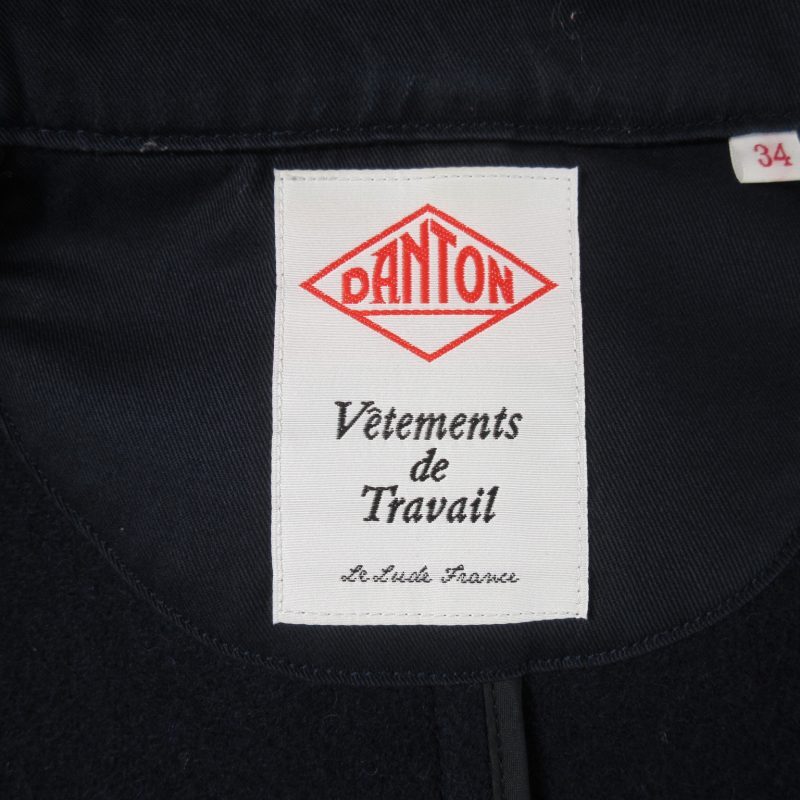 34
DANTON
Vêtements
de
Travail
Le Lude France